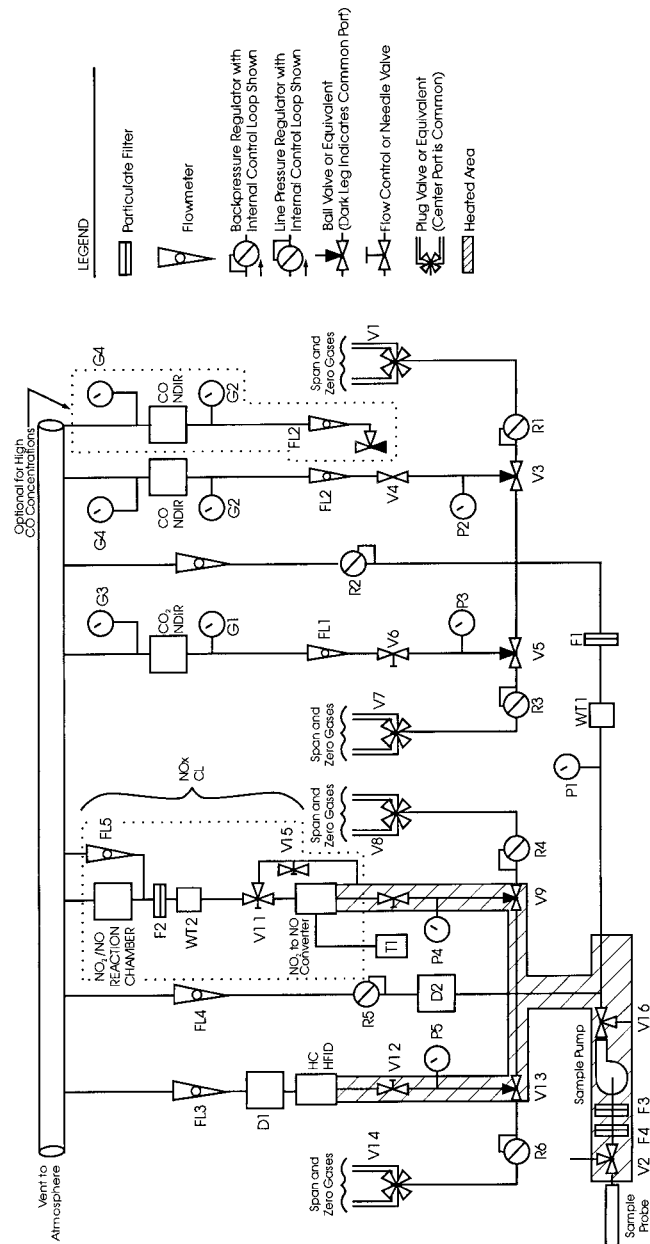 Vent to
Atmosphere
Optional for High
CO Concentrations
NO₂/NO
REACTION
CHAMBER
FL5
NOx
CL
G3
G4
G4
CO₂
NDIR
CO
NDIR
CO
NDIR
F2
WT2
G1
G2
G2
FL3
FL4
V11
V15
FL1
FL2
FL2
D1
R5
NO₂ to NO
Converter
R2
V6
V4
HC
HFID
D2
T1
Span and
Zero Gases
V14
V12
P5
P4
Span and
Zero Gases
V8
Span and
Zero Gases
V7
P3
P2
Span and
Zero Gases
V1
R6
V13
V9
R4
R3
V5
V3
R1
Sample Pump
P1
WT1
F1
Sample
Probe
V2
F4
F3
V16
LEGEND
Particulate Filter
Flowmeter
Backpressure Regulator with
Internal Control Loop Shown
Line Pressure Regulator with
Internal Control Loop Shown
Ball Valve or Equivalent
(Dark Leg Indicates Common Port)
Flow Control or Needle Valve
Plug Valve or Equivalent
(Center Port is Common)
Heated Area